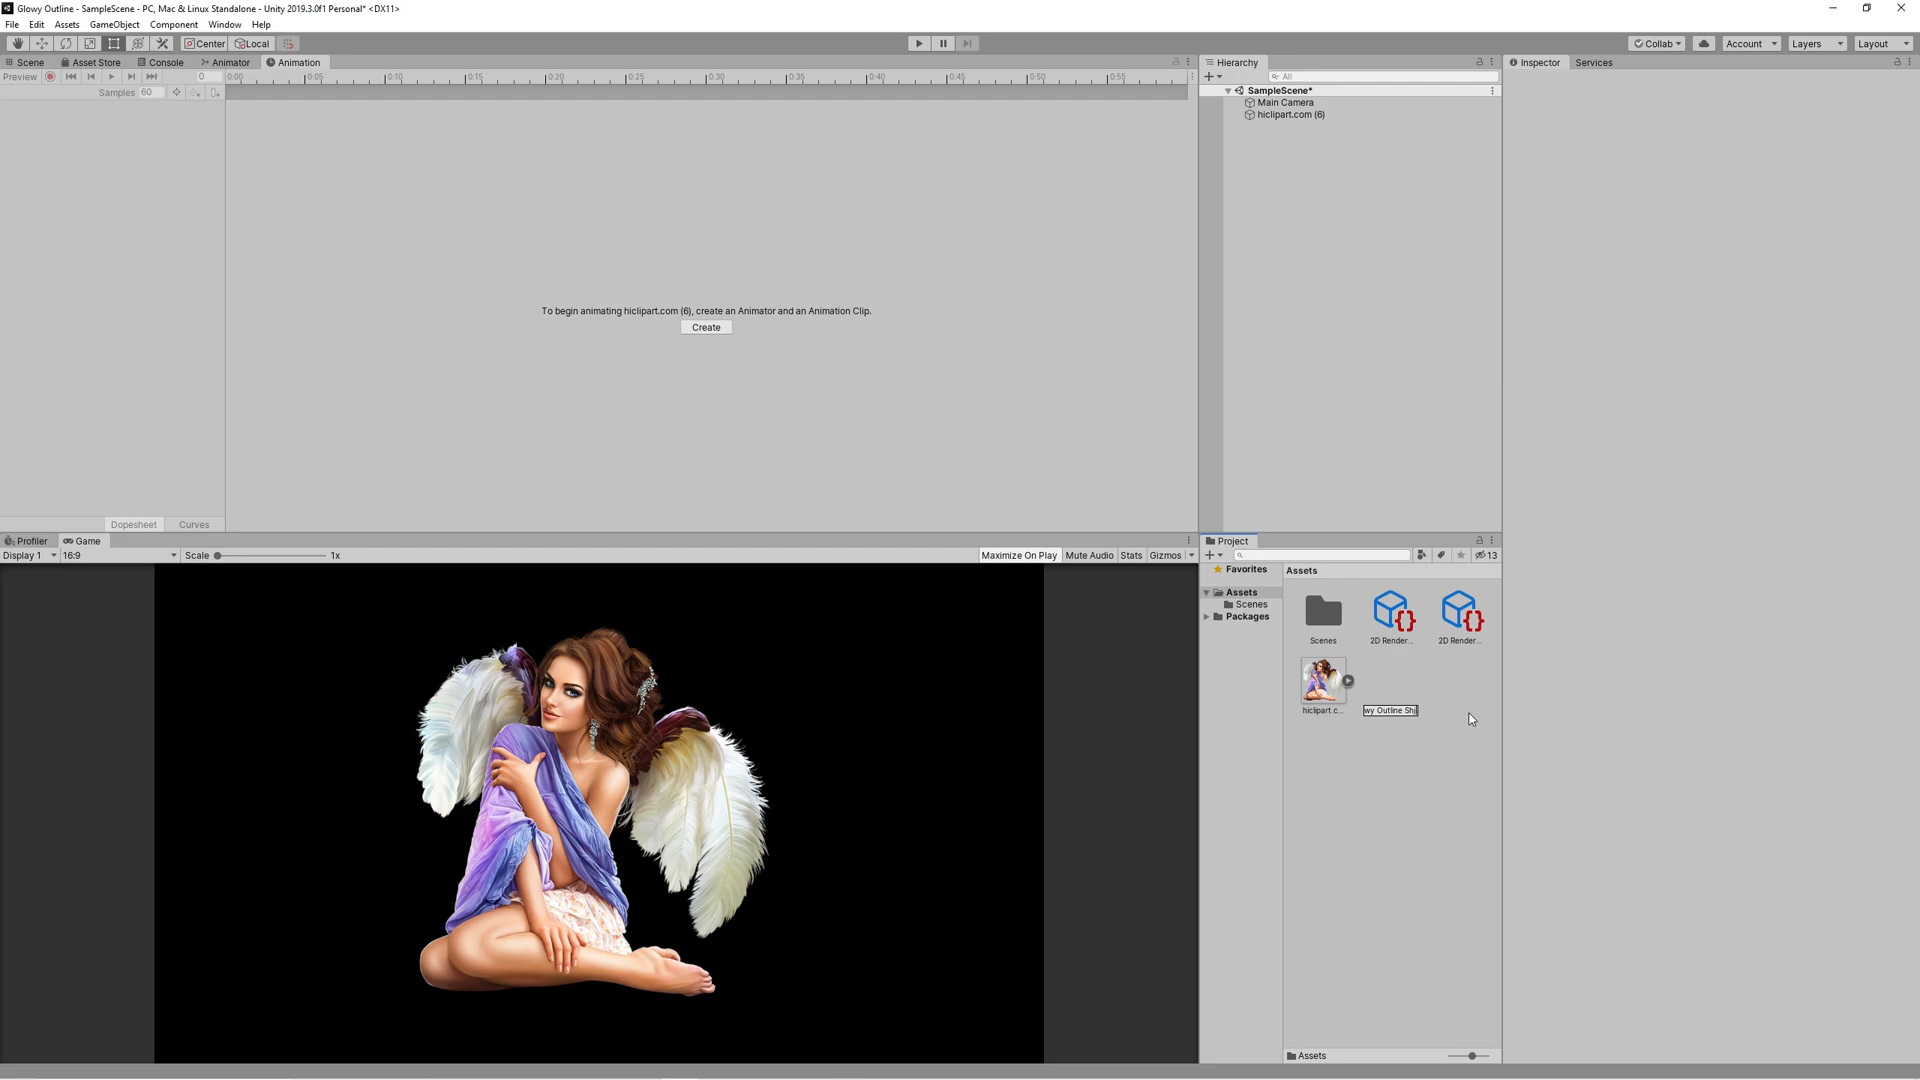 Glowy Outline - SampleScene - PC, Mac & Linux Standalone - Unity 2019.3.0f1 Personal* <DX11>
File Edit Assets GameObject Component Window Help
Center Local Collab Account Layers Layout
Scene Asset Store Console Animator Animation
Preview 0 0:00 0:05 0:10 0:15 0:20 0:25 0:30 0:35 0:40 0:45 0:50 0:55
Samples 60
To begin animating hiclipart.com (6), create an Animator and an Animation Clip.
Create
Dopesheet Curves
Hierarchy
All
SampleScene*
Main Camera
hiclipart.com (6)
Inspector Services
Profiler Game
Display 1 16:9 Scale 1x Maximize On Play Mute Audio Stats Gizmos
Project
13
Favorites
Assets
Scenes
Packages
Assets
Scenes 2D Render... 2D Render...
hiclipart.c... wy Outline Sh
Assets